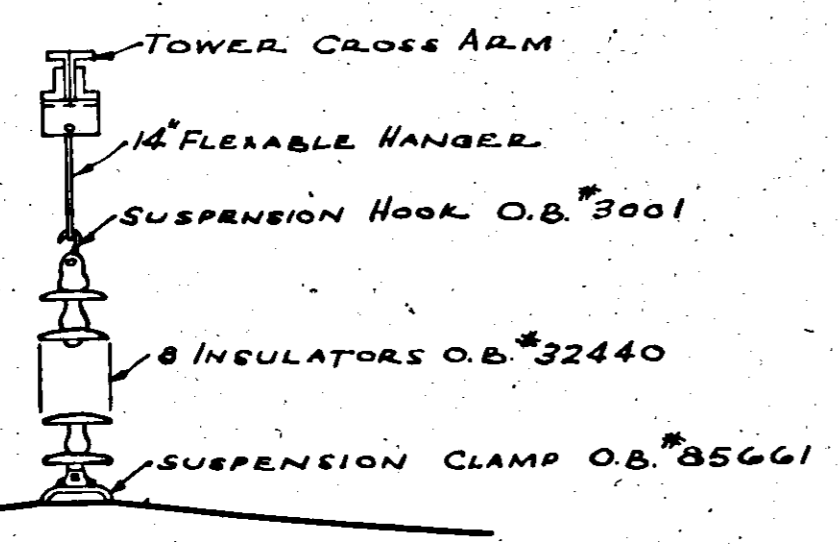 TOWER CROSS ARM
14" FLEXABLE HANGER
SUSPENSION HOOK O.B. #3001
8 INSULATORS O.B. #32440
SUSPENSION CLAMP O.B. #85661